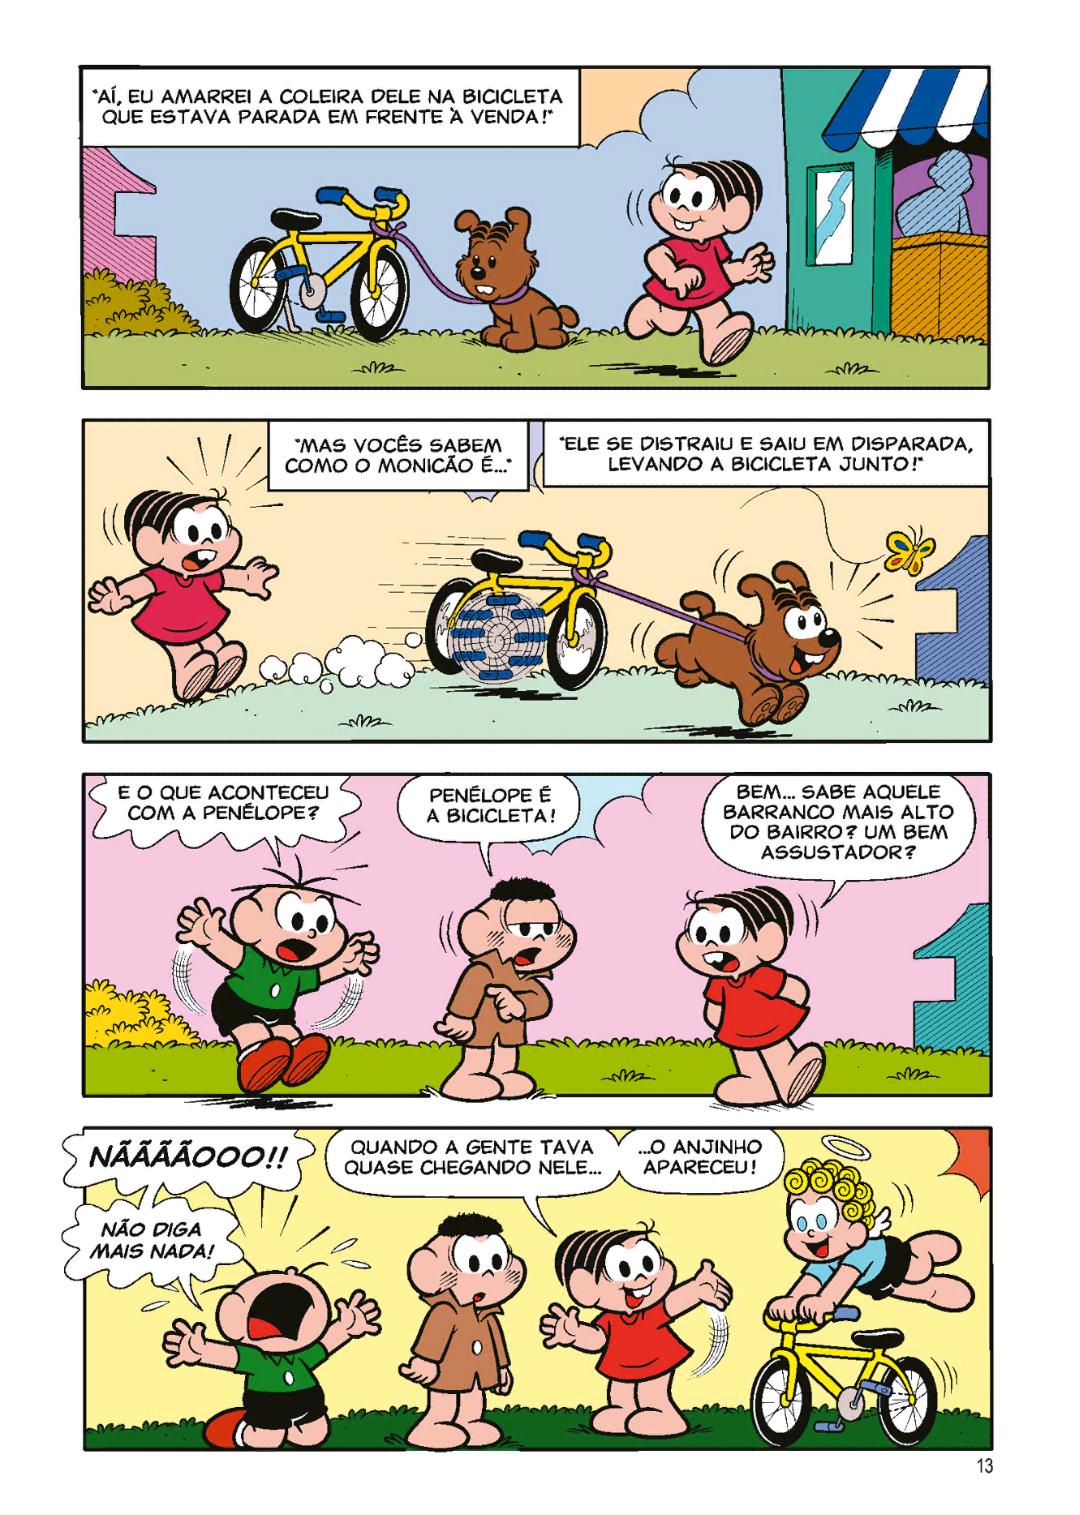 "AÍ, EU AMARREI A COLEIRA DELE NA BICICLETA
QUE ESTAVA PARADA EM FRENTE À VENDA!"
"MAS VOCÊS SABEM
COMO O MONICÃO É..."
"ELE SE DISTRAIU E SAIU EM DISPARADA,
LEVANDO A BICICLETA JUNTO!"
E O QUE ACONTECEU
COM A PENÉLOPE?
PENÉLOPE É
A BICICLETA!
BEM... SABE AQUELE
BARRANCO MAIS ALTO
DO BAIRRO? UM BEM
ASSUSTADOR?
NÃÃÃÃOOO!!
NÃO DIGA
MAIS NADA!
QUANDO A GENTE TAVA
QUASE CHEGANDO NELE...
...O ANJINHO
APARECEU!
13